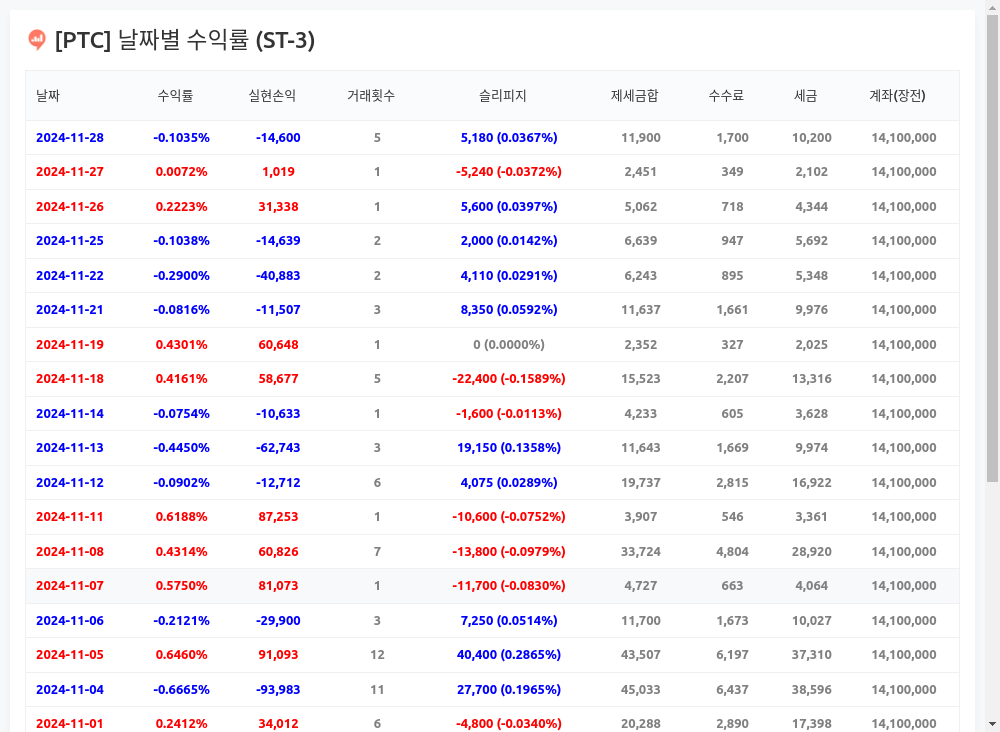 [PTC] 날짜별 수익률 (ST-3)
날짜 수익률 실현손익 거래횟수 슬리피지 제세금합 수수료 세금 계좌(장전)
2024-11-28 -0.1035% -14,600 5 5,180 (0.0367%) 11,900 1,700 10,200 14,100,000
2024-11-27 0.0072% 1,019 1 -5,240 (-0.0372%) 2,451 349 2,102 14,100,000
2024-11-26 0.2223% 31,338 1 5,600 (0.0397%) 5,062 718 4,344 14,100,000
2024-11-25 -0.1038% -14,639 2 2,000 (0.0142%) 6,639 947 5,692 14,100,000
2024-11-22 -0.2900% -40,883 2 4,110 (0.0291%) 6,243 895 5,348 14,100,000
2024-11-21 -0.0816% -11,507 3 8,350 (0.0592%) 11,637 1,661 9,976 14,100,000
2024-11-19 0.4301% 60,648 1 0 (0.0000%) 2,352 327 2,025 14,100,000
2024-11-18 0.4161% 58,677 5 -22,400 (-0.1589%) 15,523 2,207 13,316 14,100,000
2024-11-14 -0.0754% -10,633 1 -1,600 (-0.0113%) 4,233 605 3,628 14,100,000
2024-11-13 -0.4450% -62,743 3 19,150 (0.1358%) 11,643 1,669 9,974 14,100,000
2024-11-12 -0.0902% -12,712 6 4,075 (0.0289%) 19,737 2,815 16,922 14,100,000
2024-11-11 0.6188% 87,253 1 -10,600 (-0.0752%) 3,907 546 3,361 14,100,000
2024-11-08 0.4314% 60,826 7 -13,800 (-0.0979%) 33,724 4,804 28,920 14,100,000
2024-11-07 0.5750% 81,073 1 -11,700 (-0.0830%) 4,727 663 4,064 14,100,000
2024-11-06 -0.2121% -29,900 3 7,250 (0.0514%) 11,700 1,673 10,027 14,100,000
2024-11-05 0.6460% 91,093 12 40,400 (0.2865%) 43,507 6,197 37,310 14,100,000
2024-11-04 -0.6665% -93,983 11 27,700 (0.1965%) 45,033 6,437 38,596 14,100,000
2024-11-01 0.2412% 34,012 6 -4,800 (-0.0340%) 20,288 2,890 17,398 14,100,000